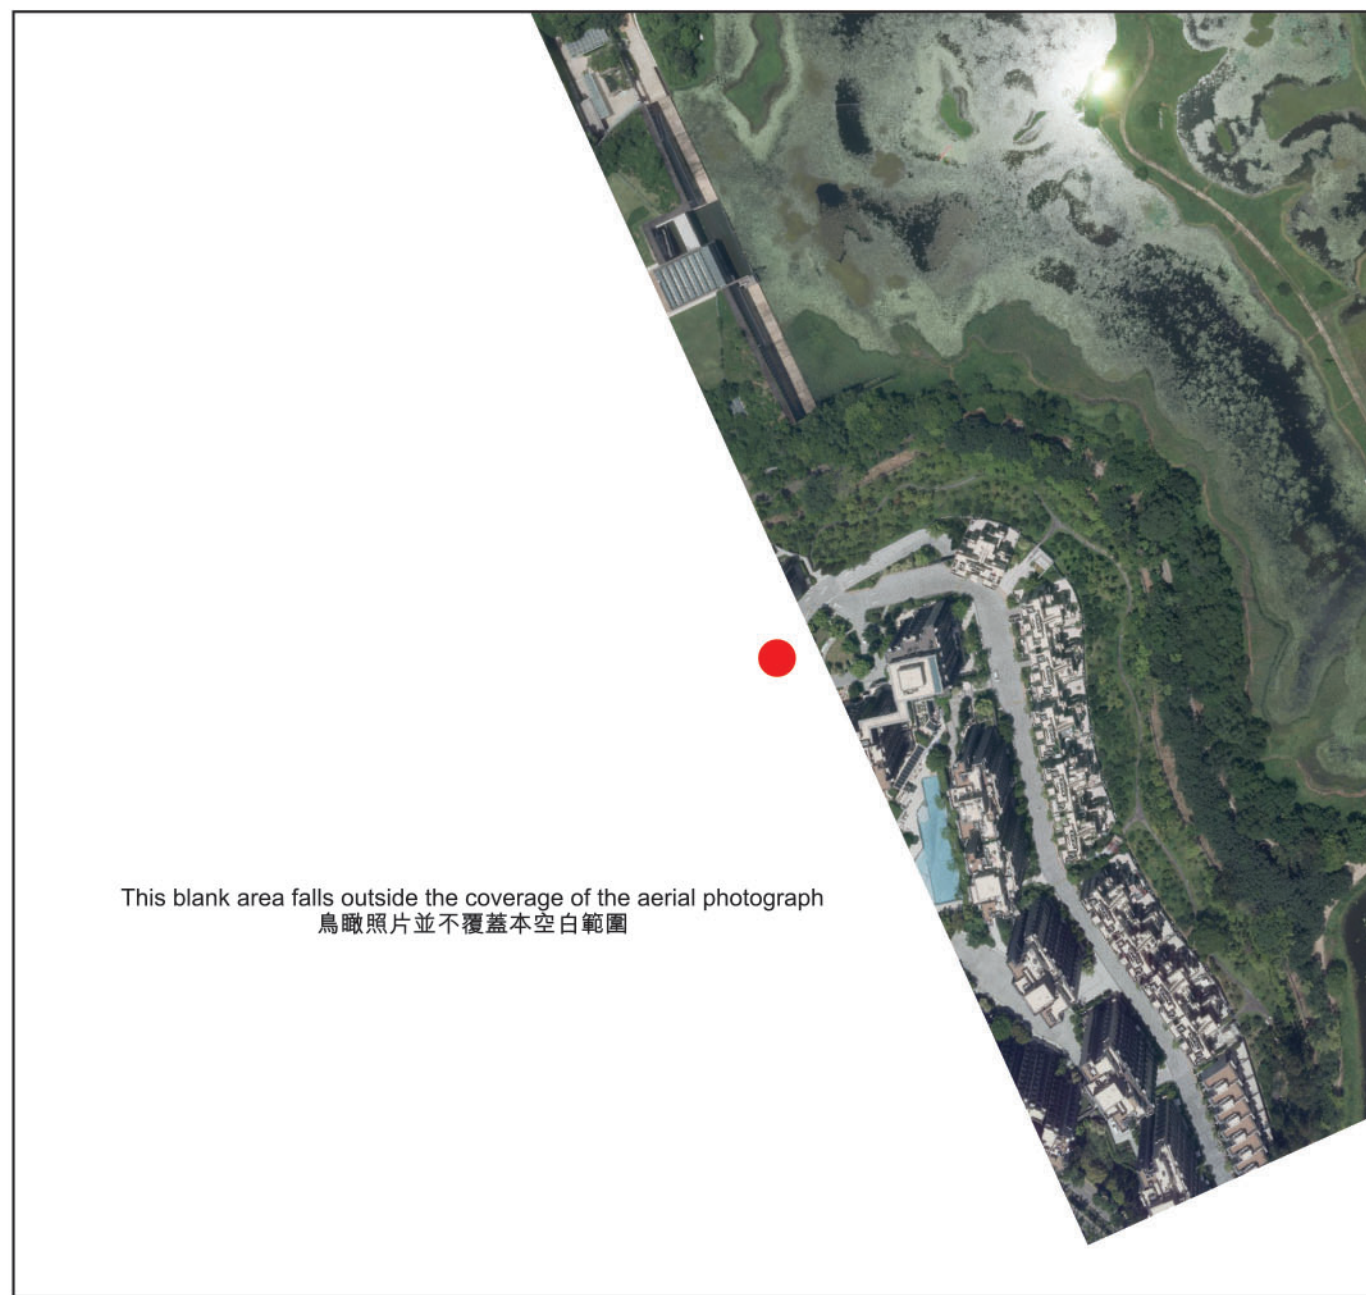 This blank area falls outside the coverage of the aerial photograph
鳥瞰照片並不覆蓋本空白範圍